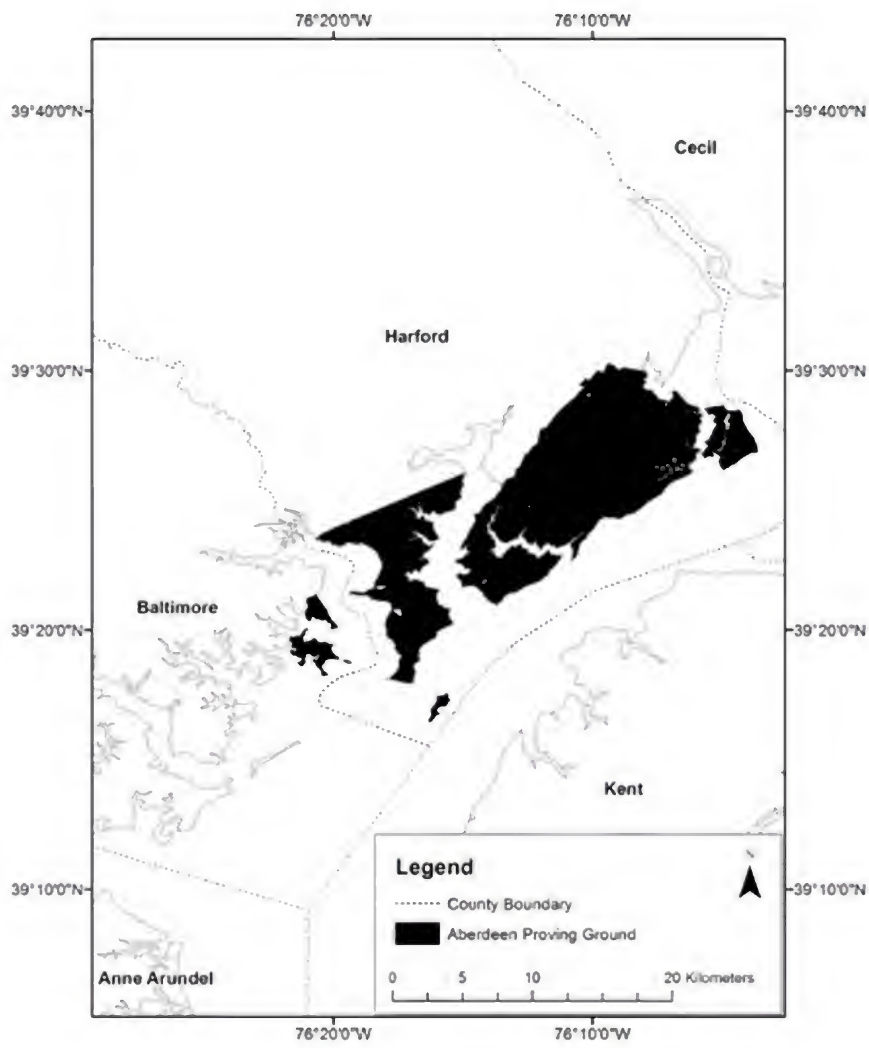 76°20'0"W 76°10'0"W
39°40'0"N 39°40'0"N
Cecil
Harford
39°30'0"N 39°30'0"N
Baltimore
39°20'0"N 39°20'0"N
Kent
Legend
39°10'0"N 39°10'0"N
County Boundary
Aberdeen Proving Ground
Anne Arundel
0 5 10 20 Kilometers
76°20'0"W 76°10'0"W